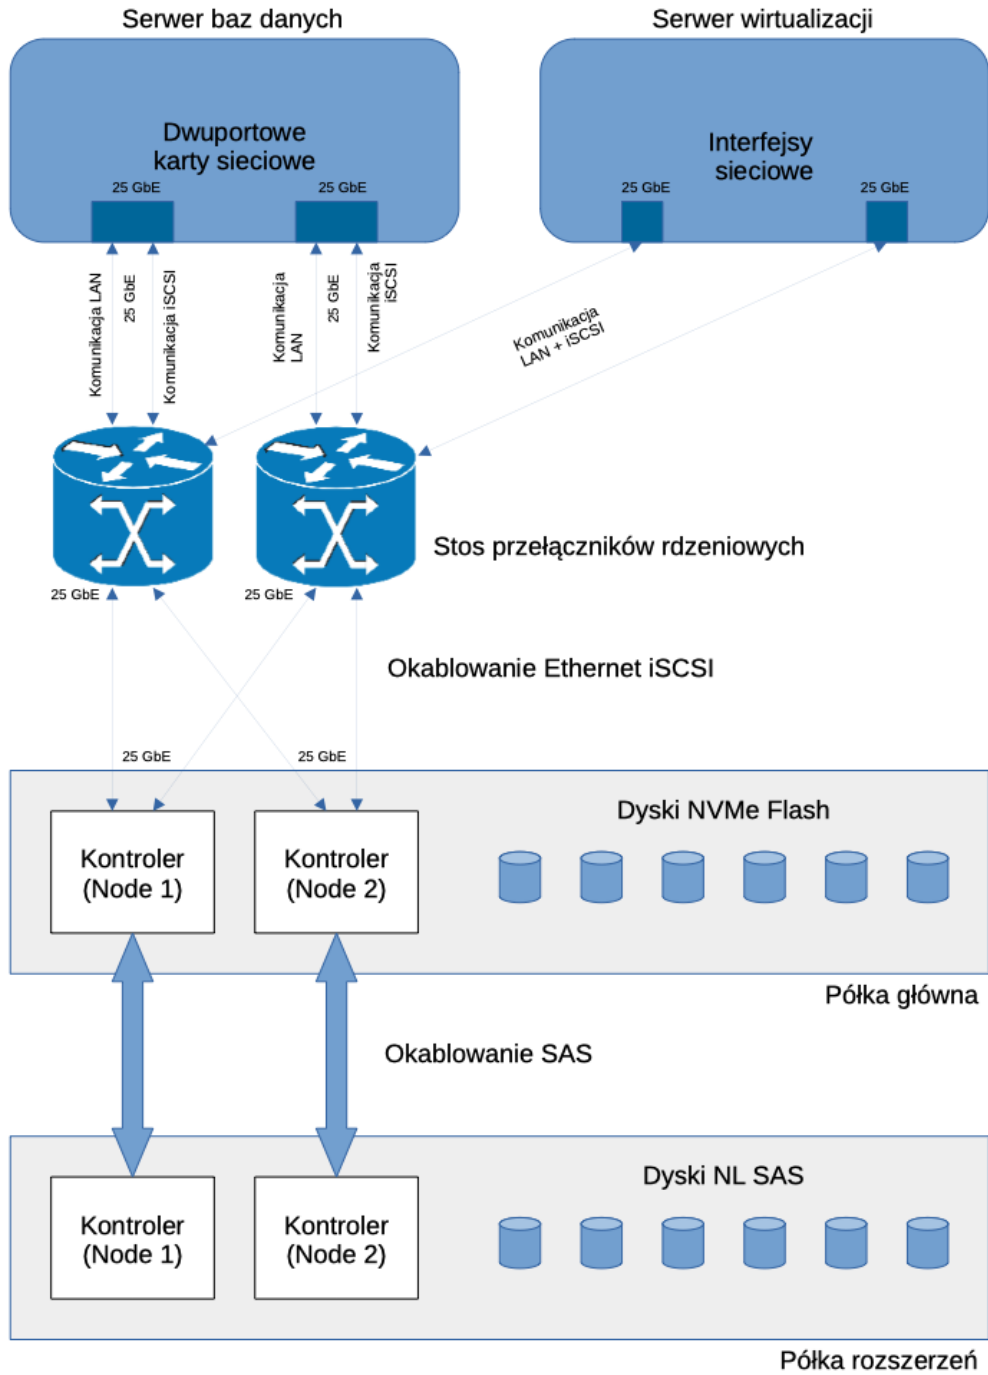 Serwer baz danych
Serwer wirtualizacji
Dwuportowe
karty sieciowe
Interfejsy
sieciowe
25 GbE
25 GbE
25 GbE
25 GbE
Komunikacja LAN
25 GbE
Komunikacja iSCSI
Komunikacja
LAN
25 GbE
Komunikacja
iSCSI
Komunikacja
LAN + iSCSI
Stos przełączników rdzeniowych
25 GbE
25 GbE
Okablowanie Ethernet iSCSI
25 GbE
25 GbE
Dyski NVMe Flash
Kontroler
(Node 1)
Kontroler
(Node 2)
Półka główna
Okablowanie SAS
Dyski NL SAS
Kontroler
(Node 1)
Kontroler
(Node 2)
Półka rozszerzeń